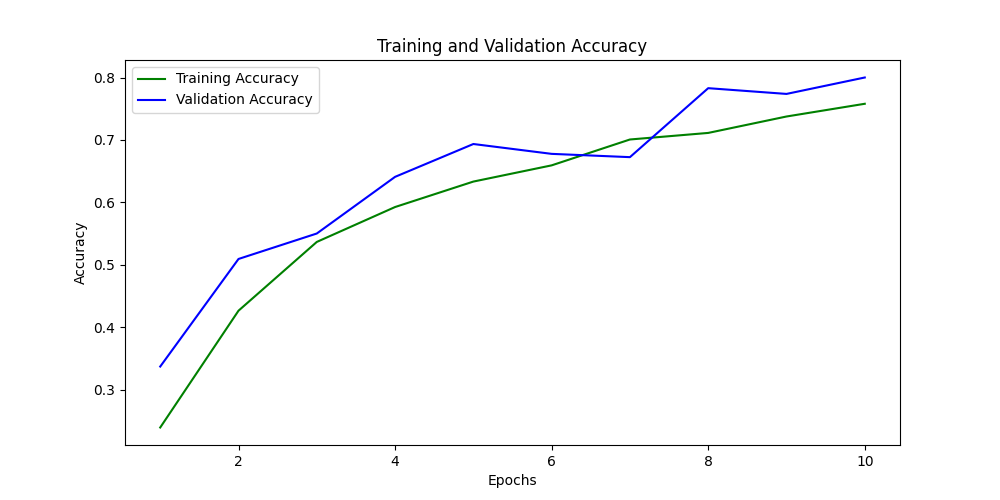 Training and Validation Accuracy
Training Accuracy
Validation Accuracy
0.8
0.7
0.6
0.5
0.4
0.3
Accuracy
2 4 6 8 10
Epochs